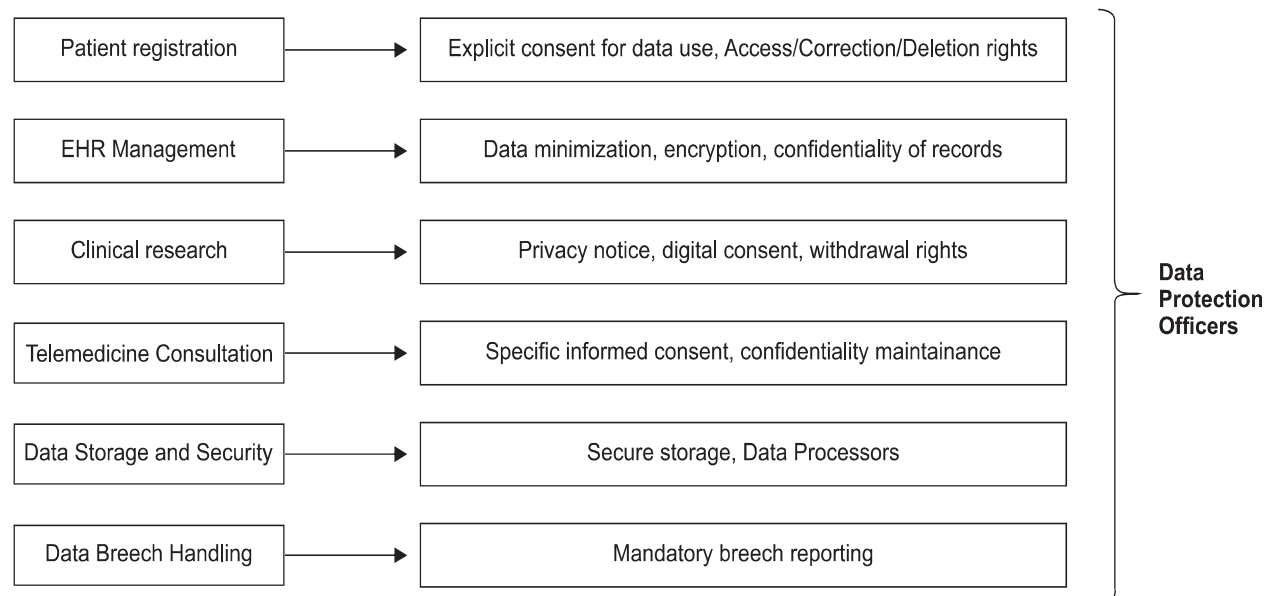 Patient registration
Explicit consent for data use, Access/Correction/Deletion rights
EHR Management
Data minimization, encryption, confidentiality of records
Clinical research
Privacy notice, digital consent, withdrawal rights
Telemedicine Consultation
Specific informed consent, confidentiality maintainance
Data Storage and Security
Secure storage, Data Processors
Data Breech Handling
Mandatory breech reporting
Data
Protection
Officers